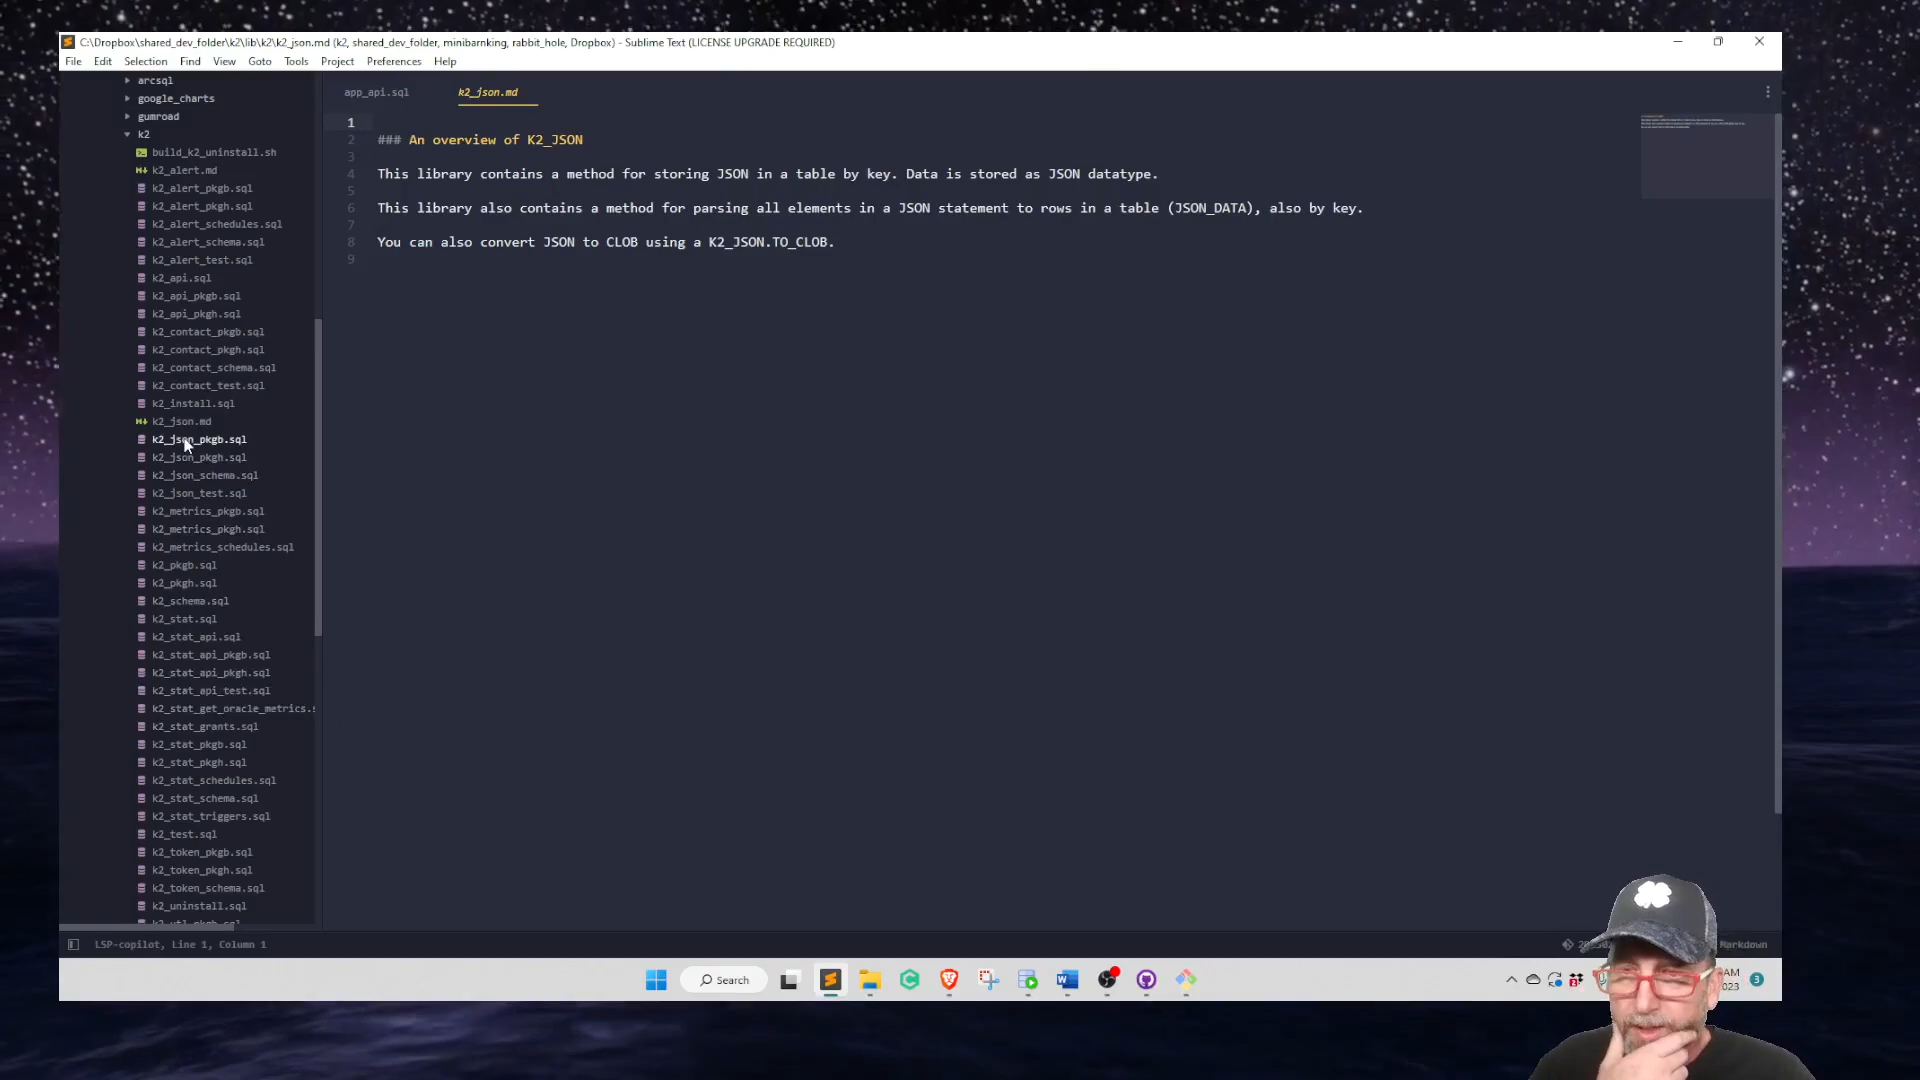 C:\Dropbox\shared_dev_folder\k2\lib\k2\k2_json.md (k2, shared_dev_folder, minibarnking, rabbit_hole, Dropbox) - Sublime Text (LICENSE UPGRADE REQUIRED)
File Edit Selection Find View Goto Tools Project Preferences Help
arcsql
google_charts
gumroad
k2
build_k2_uninstall.sh
k2_alert.md
k2_alert_pkgb.sql
k2_alert_pkgh.sql
k2_alert_schedules.sql
k2_alert_schema.sql
k2_alert_test.sql
k2_api.sql
k2_api_pkgb.sql
k2_api_pkgh.sql
k2_contact_pkgb.sql
k2_contact_pkgh.sql
k2_contact_schema.sql
k2_contact_test.sql
k2_install.sql
k2_json.md
k2_json_pkgb.sql
k2_json_pkgh.sql
k2_json_schema.sql
k2_json_test.sql
k2_metrics_pkgb.sql
k2_metrics_pkgh.sql
k2_metrics_schedules.sql
k2_pkgb.sql
k2_pkgh.sql
k2_schema.sql
k2_stat.sql
k2_stat_api.sql
k2_stat_api_pkgb.sql
k2_stat_api_pkgh.sql
k2_stat_api_test.sql
k2_stat_get_oracle_metrics.s
k2_stat_grants.sql
k2_stat_pkgb.sql
k2_stat_pkgh.sql
k2_stat_schedules.sql
k2_stat_schema.sql
k2_stat_triggers.sql
k2_test.sql
k2_token_pkgb.sql
k2_token_pkgh.sql
k2_token_schema.sql
k2_uninstall.sql
app_api.sql k2_json.md
1
2 ### An overview of K2_JSON
3
4 This library contains a method for storing JSON in a table by key. Data is stored as JSON datatype.
5
6 This library also contains a method for parsing all elements in a JSON statement to rows in a table (JSON_DATA), also by key.
7
8 You can also convert JSON to CLOB using a K2_JSON.TO_CLOB.
9
LSP-copilot, Line 1, Column 1
Markdown
Search
AM
023
3